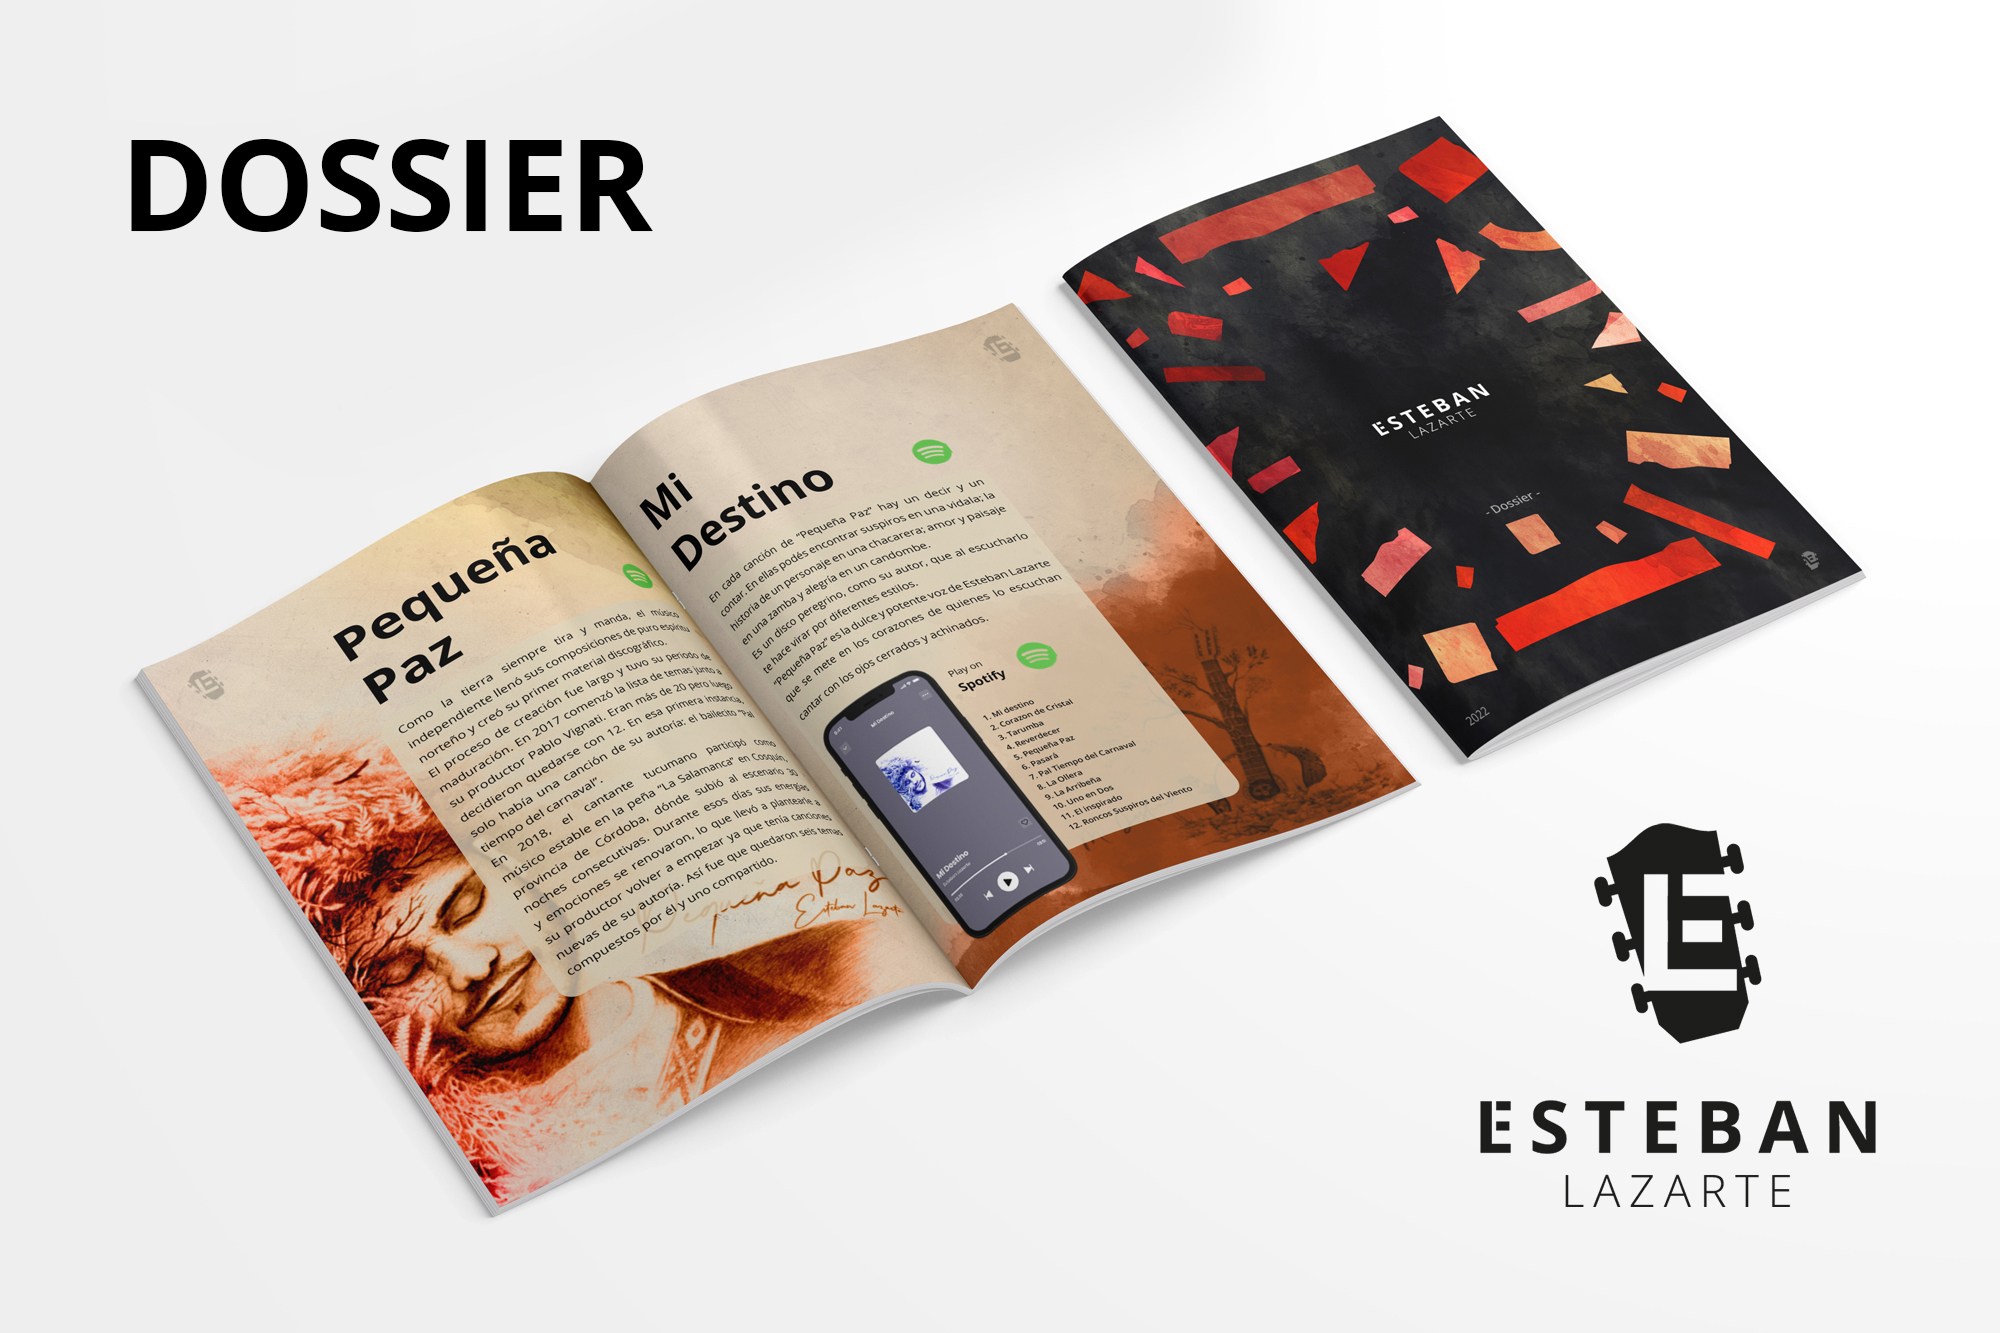 DOSSIER
Pequeña
Paz
Como la tierra siempre tira y manda, el músico
independiente llenó sus composiciones de puro espíritu
norteño y creó su primer material discográfico.
El proceso de creación fue largo y tuvo su periodo de
maduración. En 2017 comenzó la lista de temas junto a
su productor Pablo Vignati. Eran más de 20 pero luego
decidieron quedarse con 12. En esa primera instancia,
solo había una canción de su autoría: el bailecito "Pal
tiempo del carnaval".
En 2018, el cantante tucumano participó como
músico estable en la peña "La Salamanca" en Cosquín,
provincia de Córdoba, dónde subió al escenario 30
noches consecutivas. Durante esos días sus energías
y emociones se renovaron, lo que llevó a plantearle a
su productor volver a empezar ya que tenía canciones
nuevas de su autoría. Así fue que quedaron seis temas
compuestos por él y uno compartido.
Pequeña Paz
Esteban Lazarte
Mi
Destino
En cada canción de "Pequeña Paz" hay un decir y un
contar. En ellas podés encontrar suspiros en una vidala; la
historia de un personaje en una chacarera; amor y paisaje
en una zamba y alegría en un candombe.
Es un disco peregrino, como su autor, que al escucharlo
te hace virar por diferentes estilos.
"Pequeña Paz" es la dulce y potente voz de Esteban Lazarte
que se mete en los corazones de quienes lo escuchan
cantar con los ojos cerrados y achinados.
Play on
Spotify
1. Mi destino
2. Corazon de Cristal
3. Tarumba
4. Reverdecer
5. Pequeña Paz
6. Pasará
7. Pal Tiempo del Carnaval
8. La Ollera
9. La Arribeña
10. Uno en Dos
11. El inspirado
12. Roncos Suspiros del Viento
Mi Destino
Mi Destino
ESTEBAN
LAZARTE
- Dossier -
2022
ESTEBAN
LAZARTE